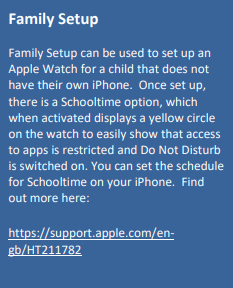 Family Setup
Family Setup can be used to set up an
Apple Watch for a child that does not
have their own iPhone.  Once set up,
there is a Schooltime option, which
when activated displays a yellow circle
on the watch to easily show that access
to apps is restricted and Do Not Disturb
is switched on. You can set the schedule
for Schooltime on your iPhone.  Find
out more here:
https://support.apple.com/en-
gb/HT211782